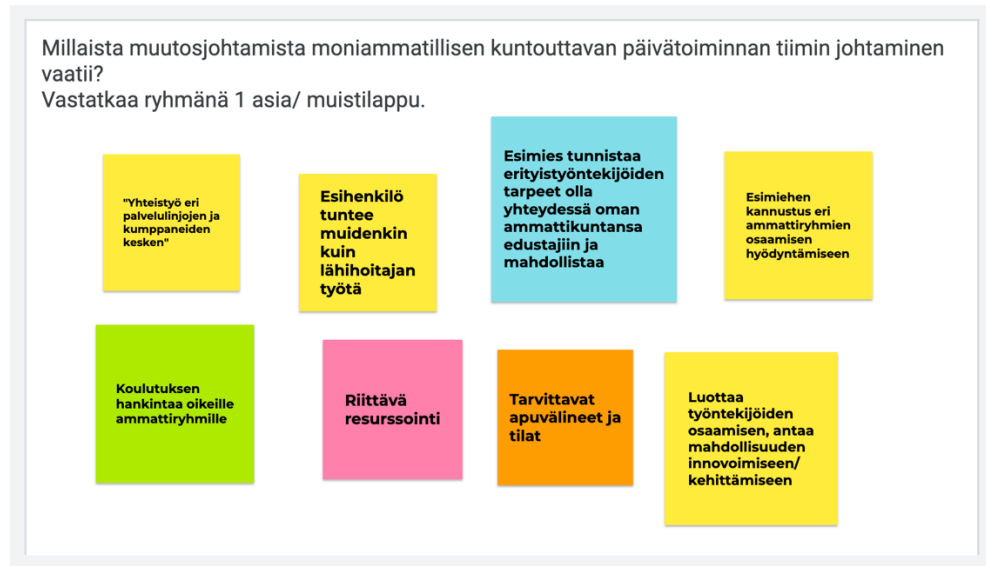 Millaista muutosjohtamista moniammatillisen kuntouttavan päivätoiminnan tiimin johtaminen
vaatii?
Vastatkaa ryhmänä 1 asia/ muistilappu.
"Yhteistyö eri
palvelulinjojen ja
kumppaneiden
kesken"
Esihenkilö
tuntee
muidenkin
kuin
lähihoitajan
työtä
Esimies tunnistaa
erityistyöntekijöiden
tarpeet olla
yhteydessä oman
ammattikuntansa
edustajiin ja
mahdollistaa
Esimiehen
kannustus eri
ammattiryhmien
osaamisen
hyödyntämiseen
Koulutuksen
hankintaa oikeille
ammattiryhmille
Riittävä
resurssointi
Tarvittavat
apuvälineet ja
tilat
Luottaa
työntekijöiden
osaamisen, antaa
mahdollisuuden
innovoimiseen/
kehittämiseen